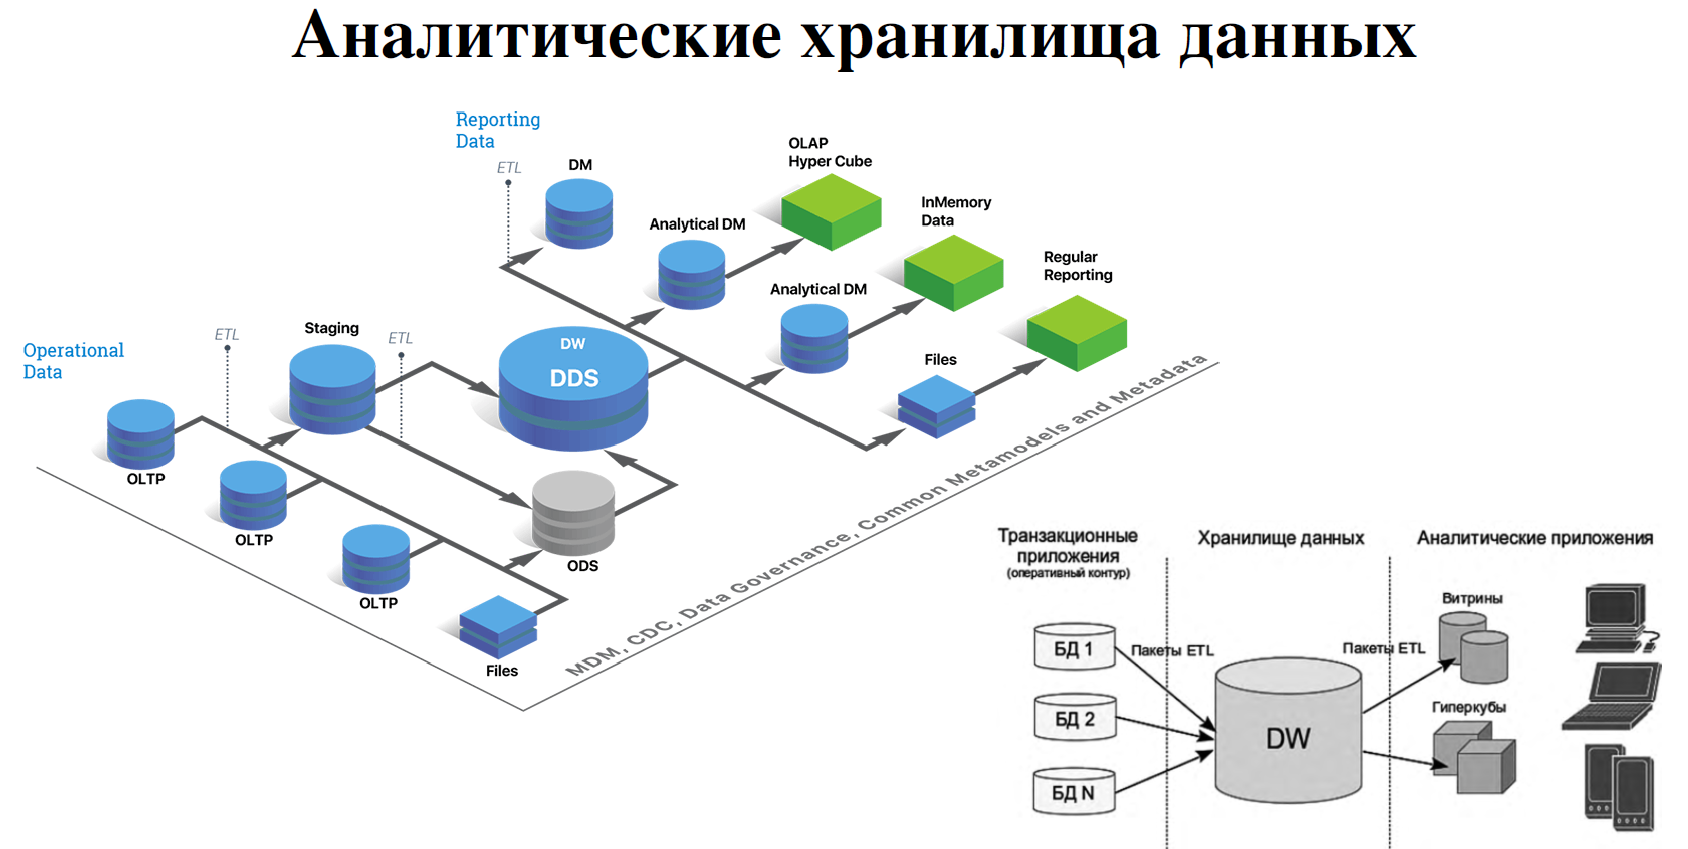 Аналитические хранилища данных
Reporting
Data
ETL
DM
OLAP
Hyper Cube
Analytical DM
InMemory
Data
Analytical DM
Regular
Reporting
Files
Operational
Data
ETL
Staging
ETL
DW
DDS
OLTP
OLTP
OLTP
ODS
Files
MDM, CDC, Data Governance, Common Metamodels and Metadata
Транзакционные
приложения
(оперативный контур)
Хранилище данных
Аналитические приложения
БД 1
БД 2
БД N
Пакеты ETL
DW
Пакеты ETL
Витрины
Гиперкубы